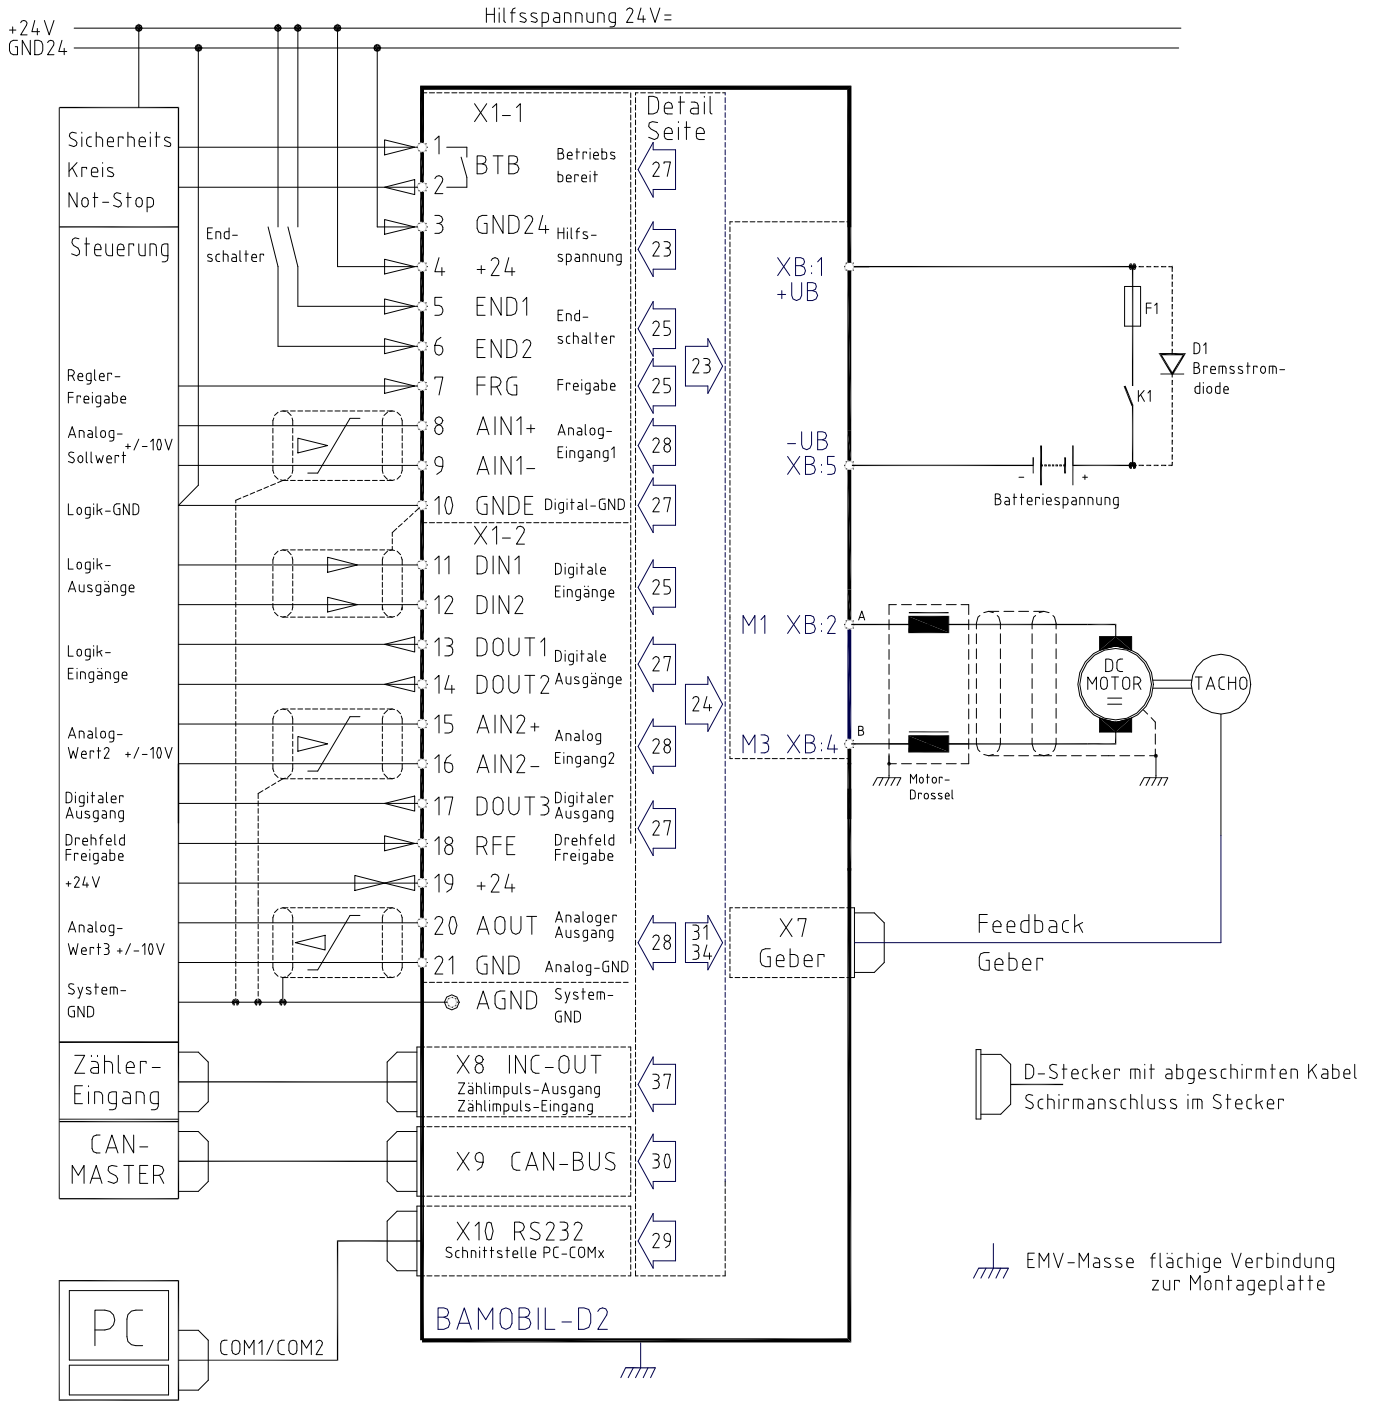 Hilfsspannung 24V=
+24V
GND24
Sicherheits
Kreis
Not-Stop
Steuerung
End-
schalter
Regler-
Freigabe
Analog-
+/-10V
Sollwert
Logik-GND
Logik-
Ausgänge
Logik-
Eingänge
Analog-
Wert2 +/-10V
Digitaler
Ausgang
Drehfeld
Freigabe
+24V
Analog-
Wert3 +/-10V
System-
GND
Zähler-
Eingang
CAN-
MASTER
PC
COM1/COM2
X1-1
1
BTB
2
Betriebs
bereit
3 GND24
4 +24
Hilfs-
spannung
5 END1
6 END2
End-
schalter
7 FRG Freigabe
8 AIN1+
9 AIN1-
Analog-
Eingang1
10 GNDE Digital-GND
X1-2
11 DIN1
12 DIN2
Digitale
Eingänge
13 DOUT1
14 DOUT2
Digitale
Ausgänge
15 AIN2+
16 AIN2-
Analog
Eingang2
17 DOUT3
Digitaler
Ausgang
18 RFE
Drehfeld
Freigabe
19 +24
20 AOUT
Analoger
Ausgang
21 GND Analog-GND
AGND
System-
GND
X8 INC-OUT
Zählimpuls-Ausgang
Zählimpuls-Eingang
X9 CAN-BUS
X10 RS232
Schnittstelle PC-COMx
BAMOBIL-D2
Detail
Seite
27
23
25
23
25
28
27
25
27
24
28
27
28
31
34
37
30
29
XB:1
+UB
-UB
XB:5
M1 XB:2
M3 XB:4
X7
Geber
F1
D1
Bremsstrom-
diode
K1
- +
Batteriespannung
A
B
Motor-
Drossel
DC
MOTOR
TACHO
Feedback
Geber
D-Stecker mit abgeschirmten Kabel
Schirmanschluss im Stecker
EMV-Masse flächige Verbindung
zur Montageplatte